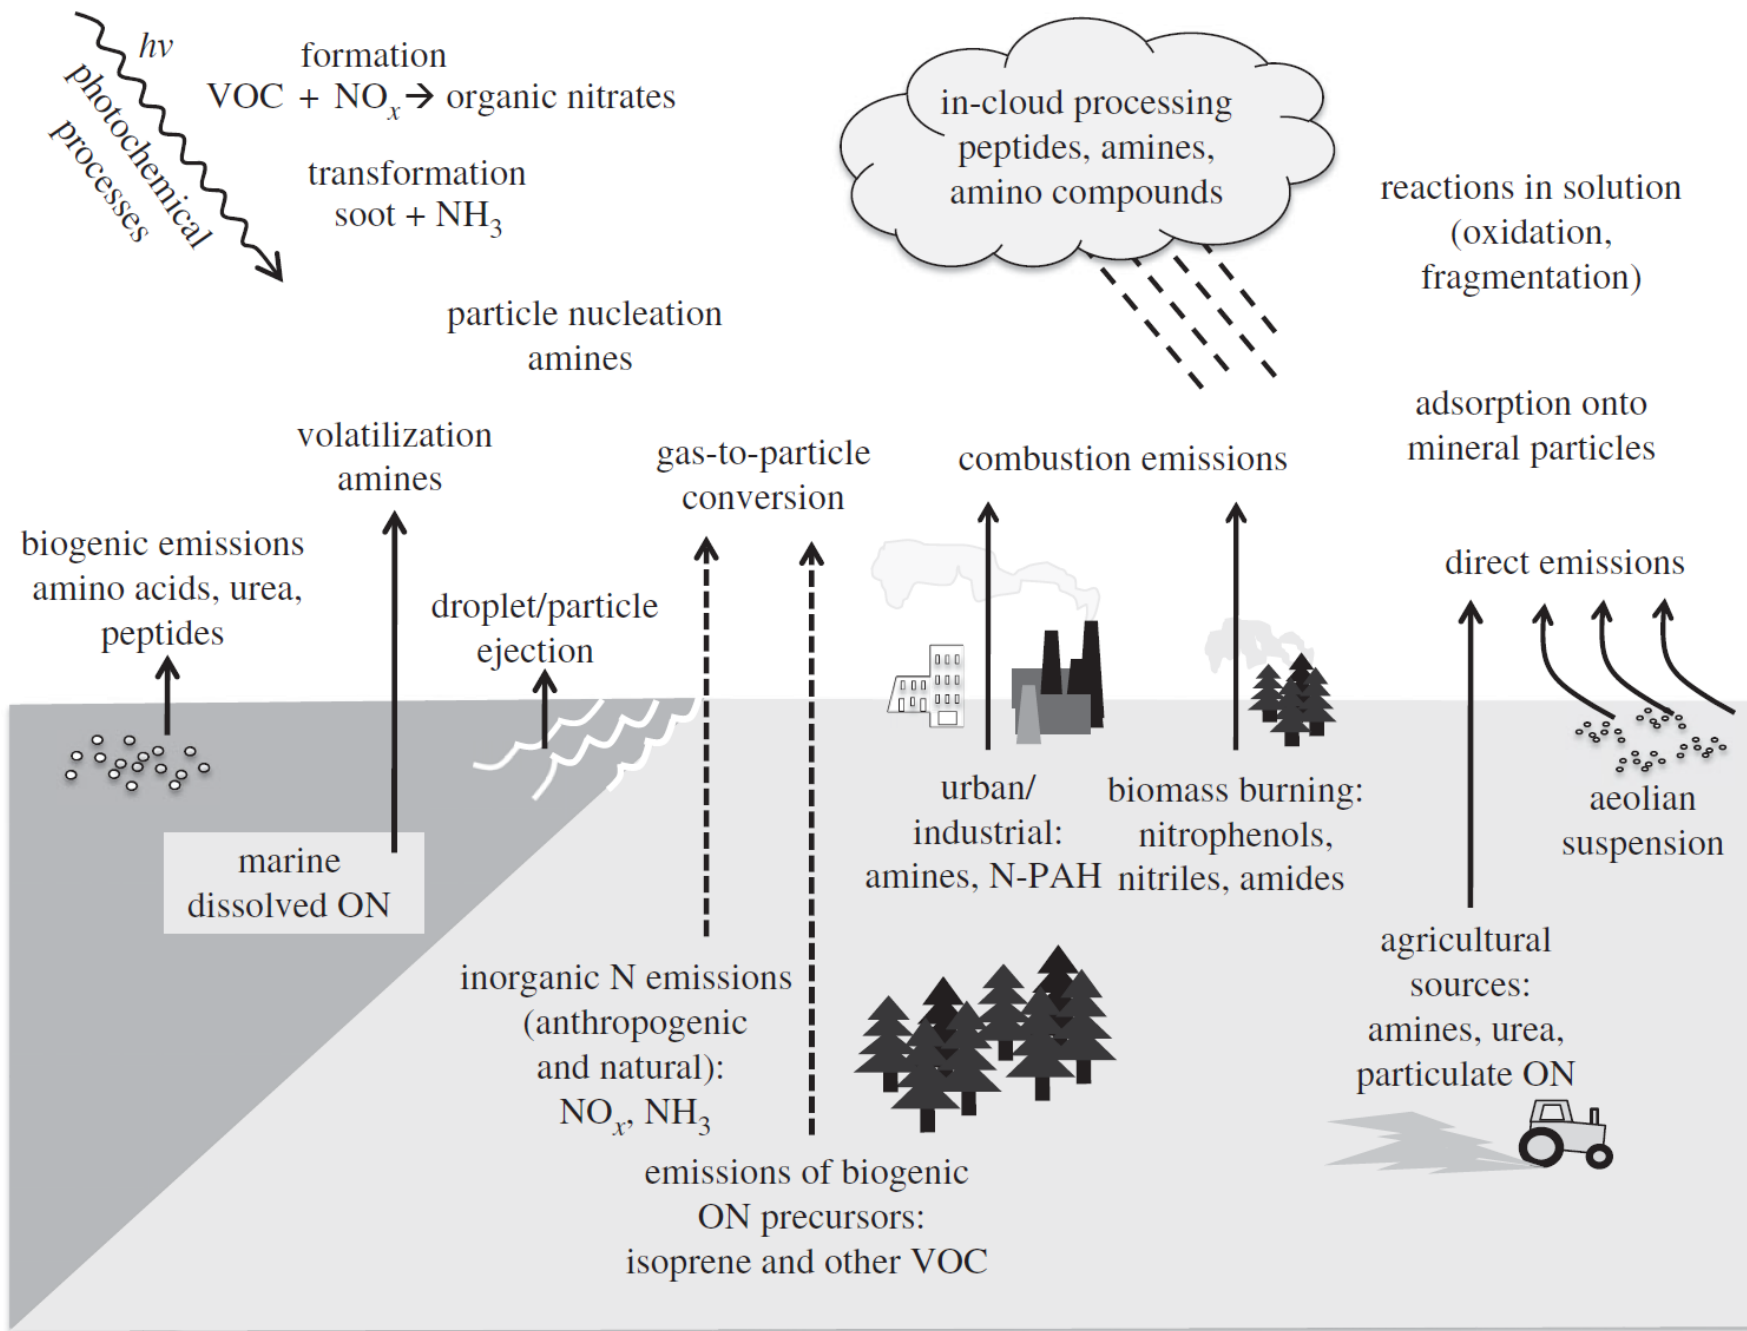 hν
photochemical
processes
formation
VOC + NOx → organic nitrates
transformation
soot + NH3
in-cloud processing
peptides, amines,
amino compounds
reactions in solution
(oxidation,
fragmentation)
particle nucleation
amines
adsorption onto
mineral particles
volatilization
amines
gas-to-particle
conversion
combustion emissions
biogenic emissions
amino acids, urea,
peptides
droplet/particle
ejection
direct emissions
marine
dissolved ON
urban/
industrial:
amines, N-PAH
biomass burning:
nitrophenols,
nitriles, amides
aeolian
suspension
inorganic N emissions
(anthropogenic
and natural):
NOx, NH3
agricultural
sources:
amines, urea,
particulate ON
emissions of biogenic
ON precursors:
isoprene and other VOC